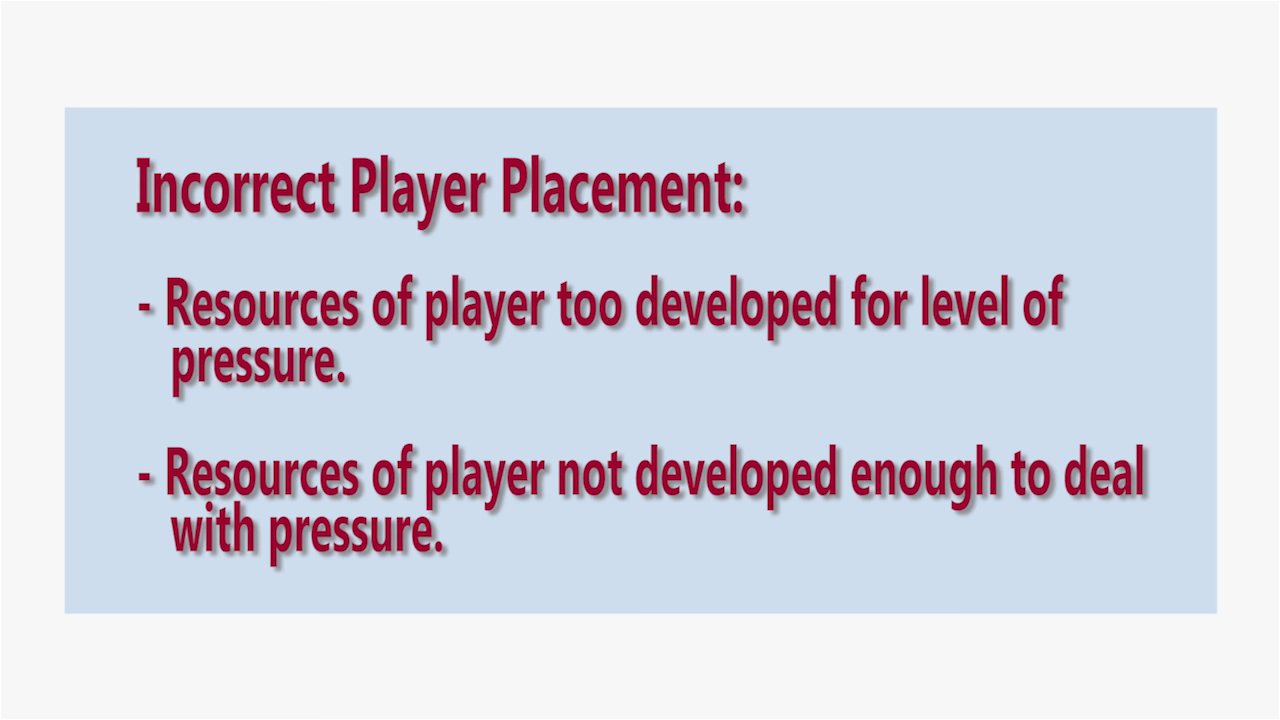 Incorrect Player Placement:
- Resources of player too developed for level of
pressure.
- Resources of player not developed enough to deal
with pressure.